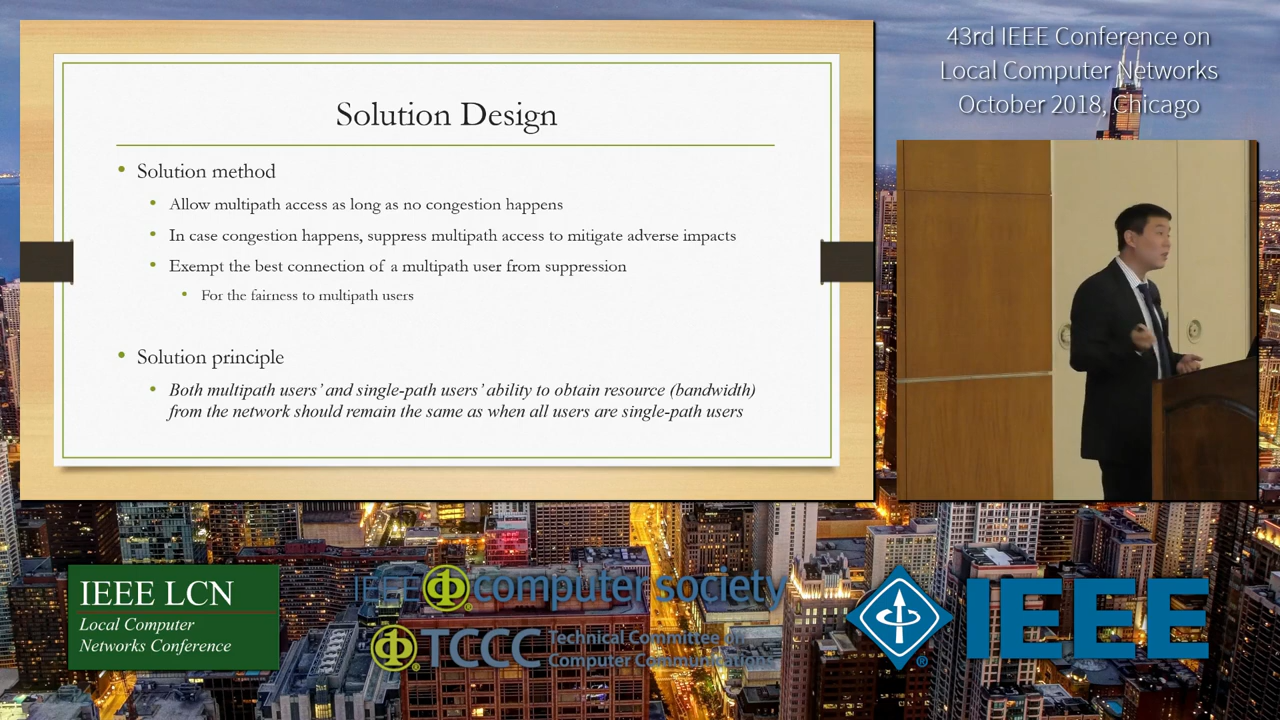 43rd IEEE Conference on
Local Computer Networks
October 2018, Chicago
Solution Design
• Solution method
• Allow multipath access as long as no congestion happens
• In case congestion happens, suppress multipath access to mitigate adverse impacts
• Exempt the best connection of a multipath user from suppression
• For the fairness to multipath users
• Solution principle
• Both multipath users' and single-path users' ability to obtain resource (bandwidth)
from the network should remain the same as when all users are single-path users
IEEE LCN
Local Computer
Networks Conference
IEEE computer society
TCCC Technical Committee on
Computer Communications
IEEE